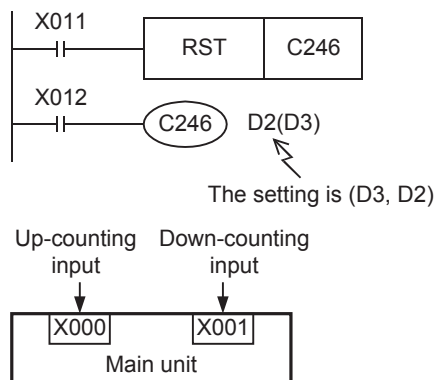 X011
RST C246
X012
C246 D2(D3)
The setting is (D3, D2)
Up-counting Down-counting
input input
X000 X001
Main unit